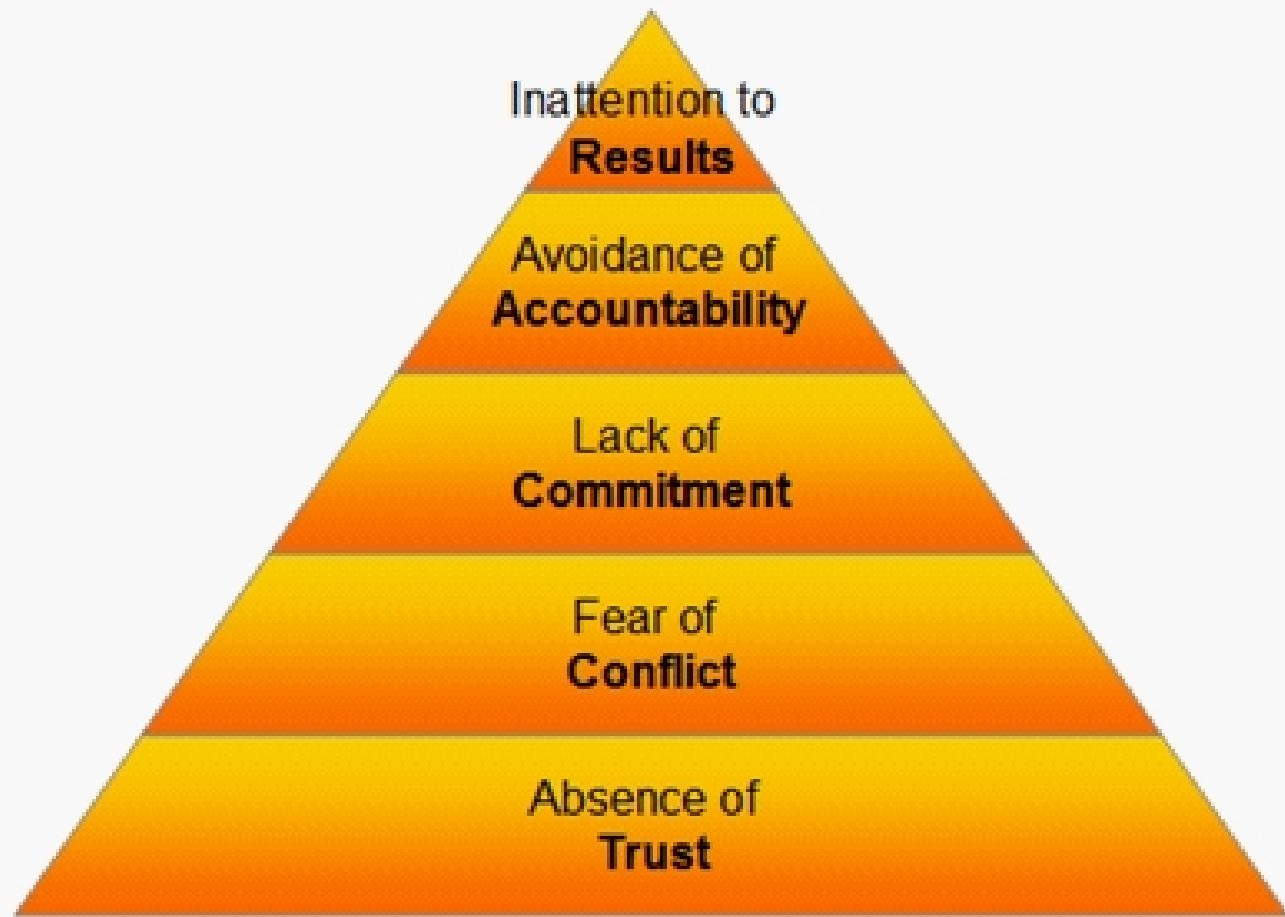 Inattention to
Results
Avoidance of
Accountability
Lack of
Commitment
Fear of
Conflict
Absence of
Trust